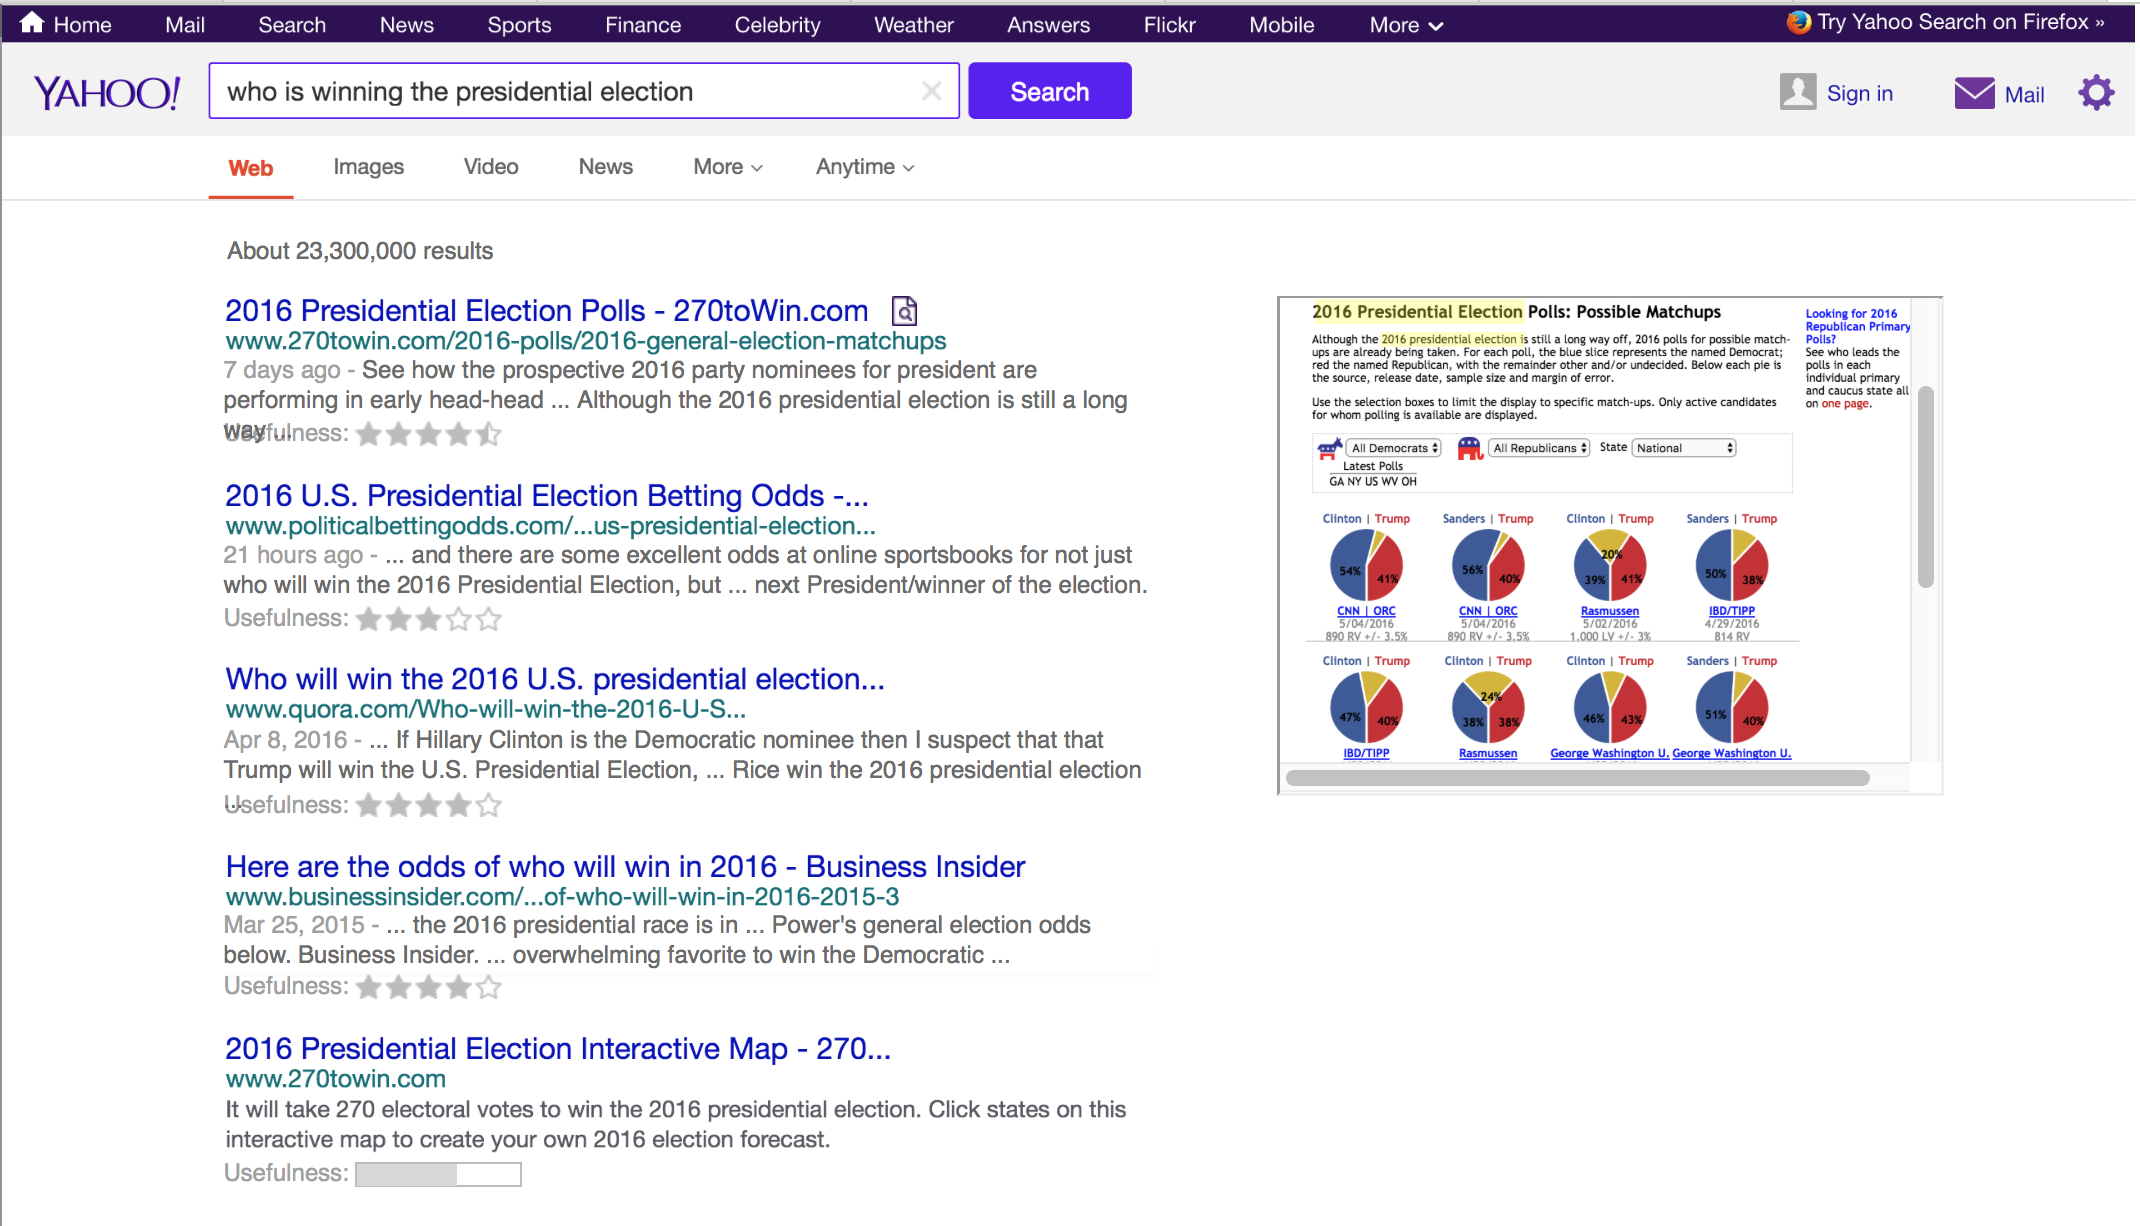 Home Mail Search News Sports Finance Celebrity Weather Answers Flickr Mobile More Try Yahoo Search on Firefox »
YAHOO! who is winning the presidential election Search Sign in Mail
Web Images Video News More Anytime
About 23,300,000 results
2016 Presidential Election Polls - 270toWin.com
www.270towin.com/2016-polls/2016-general-election-matchups
7 days ago - See how the prospective 2016 party nominees for president are
performing in early head-head ... Although the 2016 presidential election is still a long
way ...
Usefulness:
2016 U.S. Presidential Election Betting Odds -...
www.politicalbettingodds.com/...us-presidential-election...
21 hours ago - ... and there are some excellent odds at online sportsbooks for not just
who will win the 2016 Presidential Election, but ... next President/winner of the election.
Usefulness:
Who will win the 2016 U.S. presidential election...
www.quora.com/Who-will-win-the-2016-U-S...
Apr 8, 2016 - ... If Hillary Clinton is the Democratic nominee then I suspect that that
Trump will win the U.S. Presidential Election, ... Rice win the 2016 presidential election
...
Usefulness:
Here are the odds of who will win in 2016 - Business Insider
www.businessinsider.com/...of-who-will-win-in-2016-2015-3
Mar 25, 2015 - ... the 2016 presidential race is in ... Power's general election odds
below. Business Insider. ... overwhelming favorite to win the Democratic ...
Usefulness:
2016 Presidential Election Interactive Map - 270...
www.270towin.com
It will take 270 electoral votes to win the 2016 presidential election. Click states on this
interactive map to create your own 2016 election forecast.
Usefulness:
2016 Presidential Election Polls: Possible Matchups
Although the 2016 presidential election is still a long way off, 2016 polls for possible match-
ups are already being taken. For each poll, the blue slice represents the named Democrat;
red the named Republican, with the remainder other and/or undecided. Below each pie is
the source, release date, sample size and margin of error.
Use the selection boxes to limit the display to specific match-ups. Only active candidates
for whom polling is available are displayed.
All Democrats All Republicans State National
Latest Polls
GA NY US WV OH
Clinton | Trump Sanders | Trump Clinton | Trump Sanders | Trump
54% 41% 56% 40% 20% 39% 41% 50% 38%
CNN | ORC CNN | ORC Rasmussen IBD/TIPP
5/04/2016 5/04/2016 5/02/2016 4/29/2016
890 RV +/- 3.5% 890 RV +/- 3.5% 1,000 LV +/- 3% 814 RV
Clinton | Trump Clinton | Trump Clinton | Trump Sanders | Trump
47% 40% 24% 38% 38% 46% 43% 51% 40%
IBD/TIPP Rasmussen George Washington U. George Washington U.
Looking for 2016
Republican Primary
Polls?
See who leads the
polls in each
individual primary
and caucus state all
on one page.